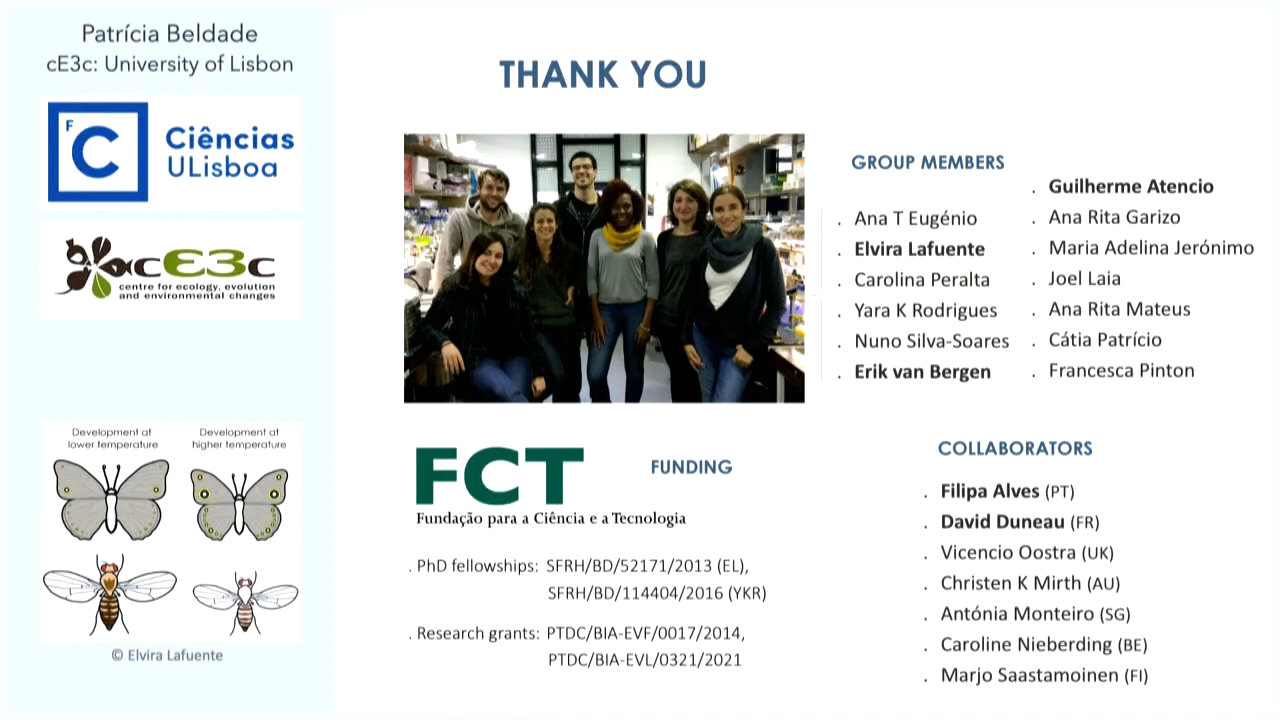 Patrícia Beldade
cE3c: University of Lisbon
F
C
Ciências
ULisboa
cE3c
centre for ecology, evolution
and environmental changes
Development at
lower temperature
Development at
higher temperature
© Elvira Lafuente
THANK YOU
GROUP MEMBERS
. Ana T Eugénio
. Elvira Lafuente
. Carolina Peralta
. Yara K Rodrigues
. Nuno Silva-Soares
. Erik van Bergen
. Guilherme Atencio
. Ana Rita Garizo
. Maria Adelina Jerónimo
. Joel Laia
. Ana Rita Mateus
. Cátia Patrício
. Francesca Pinton
FCT
Fundação para a Ciência e a Tecnologia
FUNDING
. PhD fellowships: SFRH/BD/52171/2013 (EL),
SFRH/BD/114404/2016 (YKR)
. Research grants: PTDC/BIA-EVF/0017/2014,
PTDC/BIA-EVL/0321/2021
COLLABORATORS
. Filipa Alves (PT)
. David Duneau (FR)
. Vicencio Oostra (UK)
. Christen K Mirth (AU)
. Antónia Monteiro (SG)
. Caroline Nieberding (BE)
. Marjo Saastamoinen (FI)